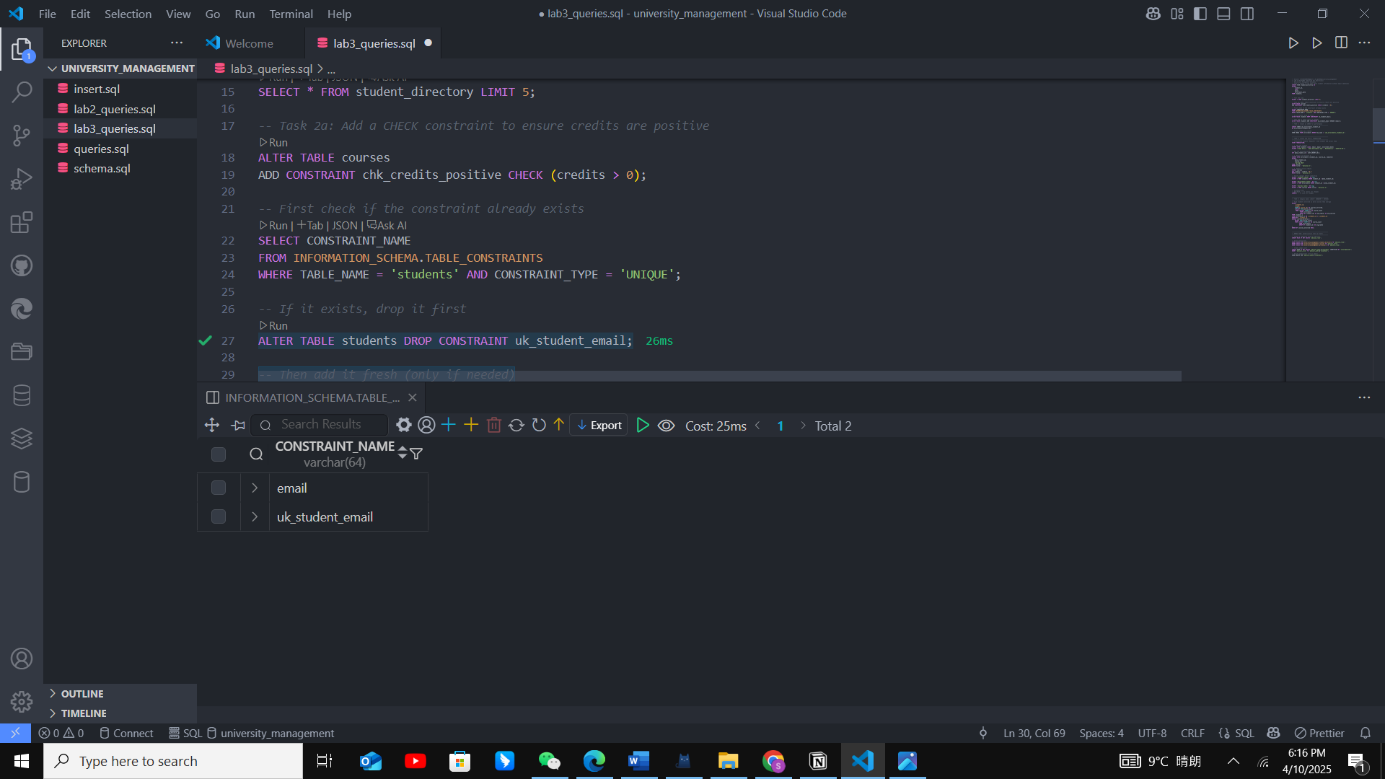 File Edit Selection View Go Run Terminal Help
● lab3_queries.sql - university_management - Visual Studio Code
EXPLORER
Welcome
lab3_queries.sql
1
UNIVERSITY_MANAGEMENT
insert.sql
lab2_queries.sql
lab3_queries.sql
queries.sql
schema.sql
lab3_queries.sql > ...
15 SELECT * FROM student_directory LIMIT 5;
16
17 -- Task 2a: Add a CHECK constraint to ensure credits are positive
Run
18 ALTER TABLE courses
19 ADD CONSTRAINT chk_credits_positive CHECK (credits > 0);
20
21 -- First check if the constraint already exists
Run | Tab | JSON | Ask AI
22 SELECT CONSTRAINT_NAME
23 FROM INFORMATION_SCHEMA.TABLE_CONSTRAINTS
24 WHERE TABLE_NAME = 'students' AND CONSTRAINT_TYPE = 'UNIQUE';
25
26 -- If it exists, drop it first
Run
27 ALTER TABLE students DROP CONSTRAINT uk_student_email; 26ms
28
29 -- Then add it fresh (only if needed)
INFORMATION_SCHEMA.TABLE_...
Search Results
Export
Cost: 25ms
1
Total 2
CONSTRAINT_NAME
varchar(64)
email
uk_student_email
OUTLINE
TIMELINE
0 0 Connect SQL university_management
Ln 30, Col 69 Spaces: 4 UTF-8 CRLF SQL Prettier
Type here to search
9°C 晴朗
6:16 PM
4/10/2025
1